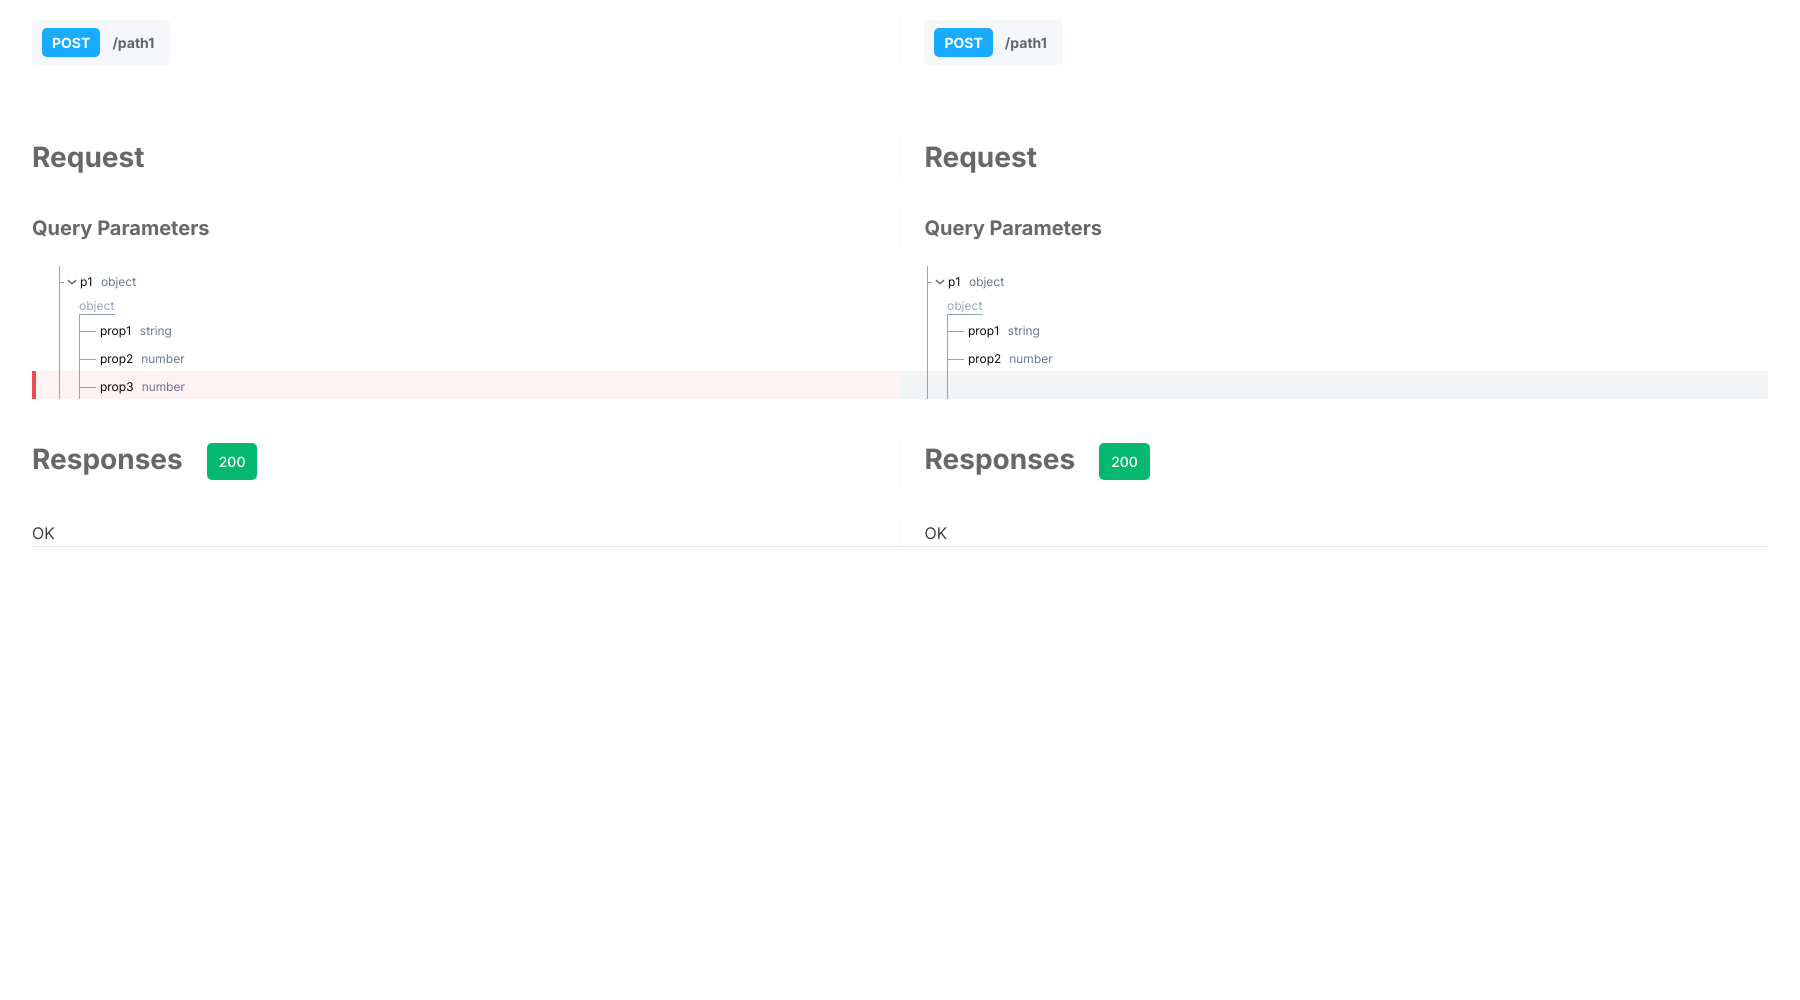 POST /path1 POST /path1
Request Request
Query Parameters Query Parameters
p1 object p1 object
object object
prop1 string prop1 string
prop2 number prop2 number
prop3 number
Responses 200 Responses 200
OK OK